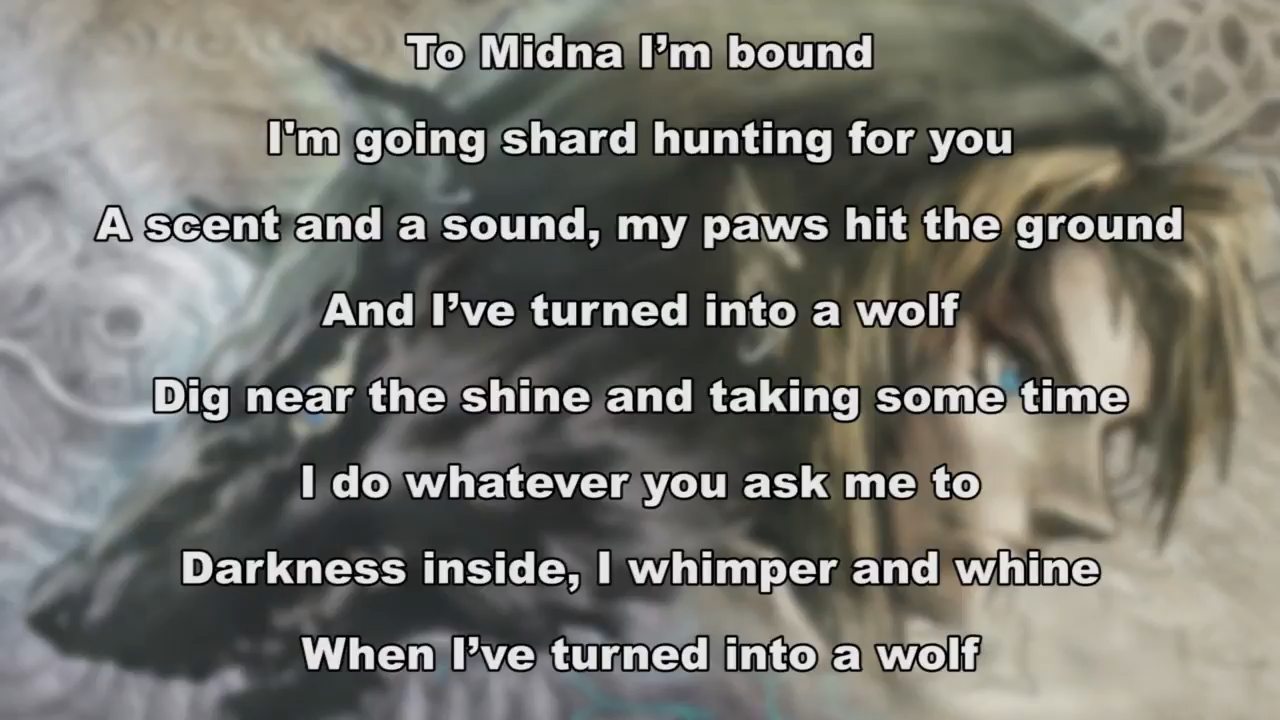 To Midna I’m bound
I'm going shard hunting for you
A scent and a sound, my paws hit the ground
And I’ve turned into a wolf
Dig near the shine and taking some time
I do whatever you ask me to
Darkness inside, I whimper and whine
When I’ve turned into a wolf